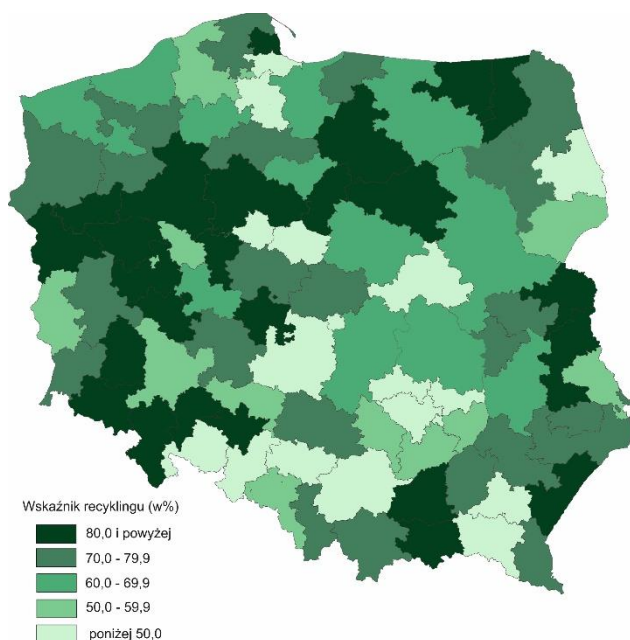 Wskaźnik recyklingu (w%)
80,0 i powyżej
70,0 - 79,9
60,0 - 69,9
50,0 - 59,9
poniżej 50,0